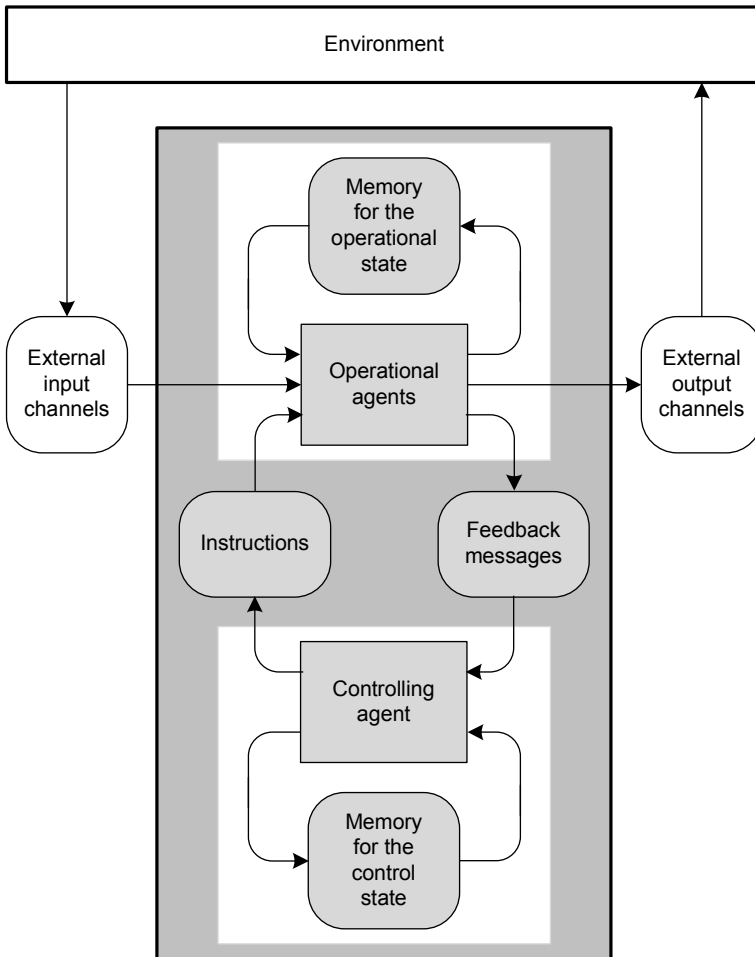 Environment
Memory
for the
operational
state
External
input
channels
Operational
agents
External
output
channels
Instructions
Feedback
messages
Controlling
agent
Memory
for the
control
state